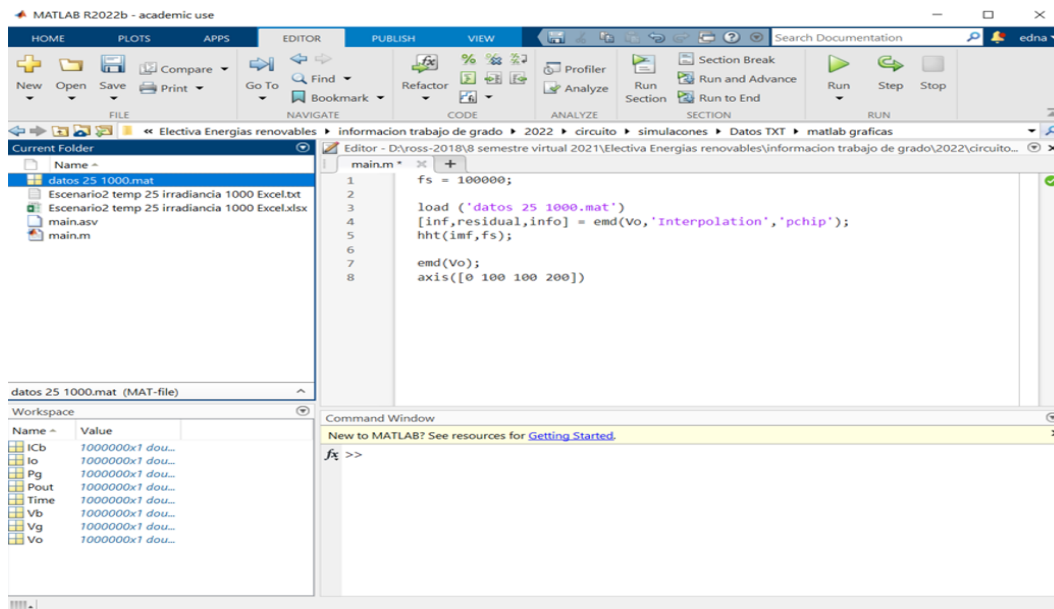 MATLAB R2022b - academic use
HOME PLOTS APPS EDITOR PUBLISH VIEW Search Documentation edna
New Open Save Compare Print Go To Find Bookmark Refactor Profiler Analyze Run Section Section Break Run and Advance Run to End Run Step Stop
FILE NAVIGATE CODE ANALYZE SECTION RUN
« Electiva Energias renovables ▸ informacion trabajo de grado ▸ 2022 ▸ circuito ▸ simulacones ▸ Datos TXT ▸ matlab graficas
Current Folder
Name
datos 25 1000.mat
Escenario2 temp 25 irradiancia 1000 Excel.txt
Escenario2 temp 25 irradiancia 1000 Excel.xlsx
main.asv
main.m
datos 25 1000.mat (MAT-file)
Workspace
Name Value
ICb 1000000x1 dou...
Io 1000000x1 dou...
Pg 1000000x1 dou...
Pout 1000000x1 dou...
Time 1000000x1 dou...
Vb 1000000x1 dou...
Vg 1000000x1 dou...
Vo 1000000x1 dou...
Editor - D:\ross-2018\8 semestre virtual 2021\Electiva Energias renovables\informacion trabajo de grado\2022\circuito...
main.m * +
1 fs = 100000;
2
3 load ('datos 25 1000.mat')
4 [inf,residual,info] = emd(Vo,'Interpolation','pchip');
5 hht(imf,fs);
6
7 emd(Vo);
8 axis([0 100 100 200])
Command Window
New to MATLAB? See resources for Getting Started.
fx >>